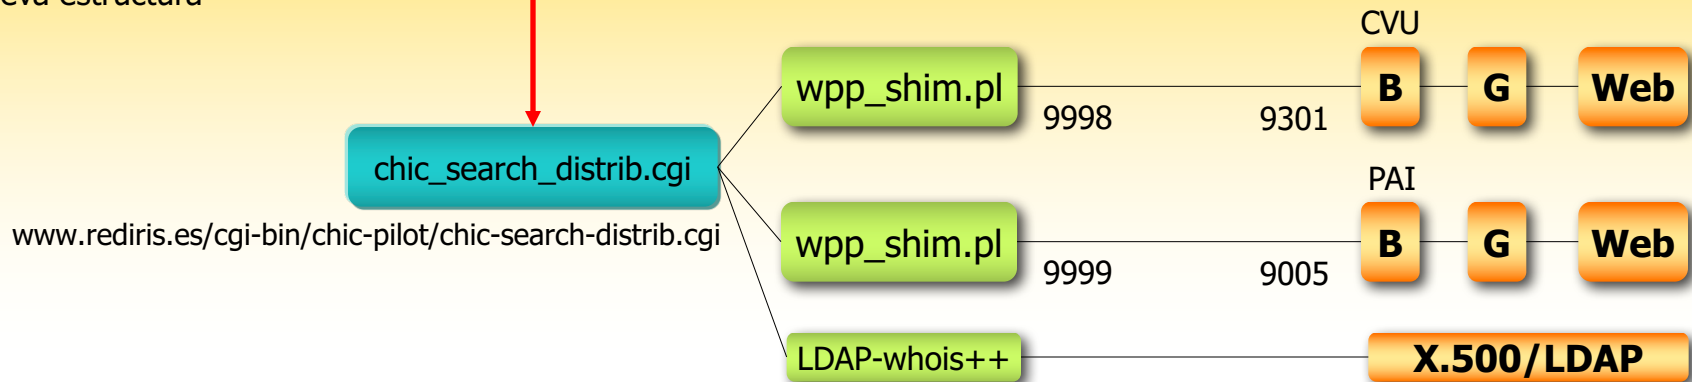 estructura
CVU
wpp_shim.pl
B
G
Web
9998
9301
chic_search_distrib.cgi
PAI
www.rediris.es/cgi-bin/chic-pilot/chic-search-distrib.cgi
wpp_shim.pl
B
G
Web
9999
9005
LDAP-whois++
X.500/LDAP